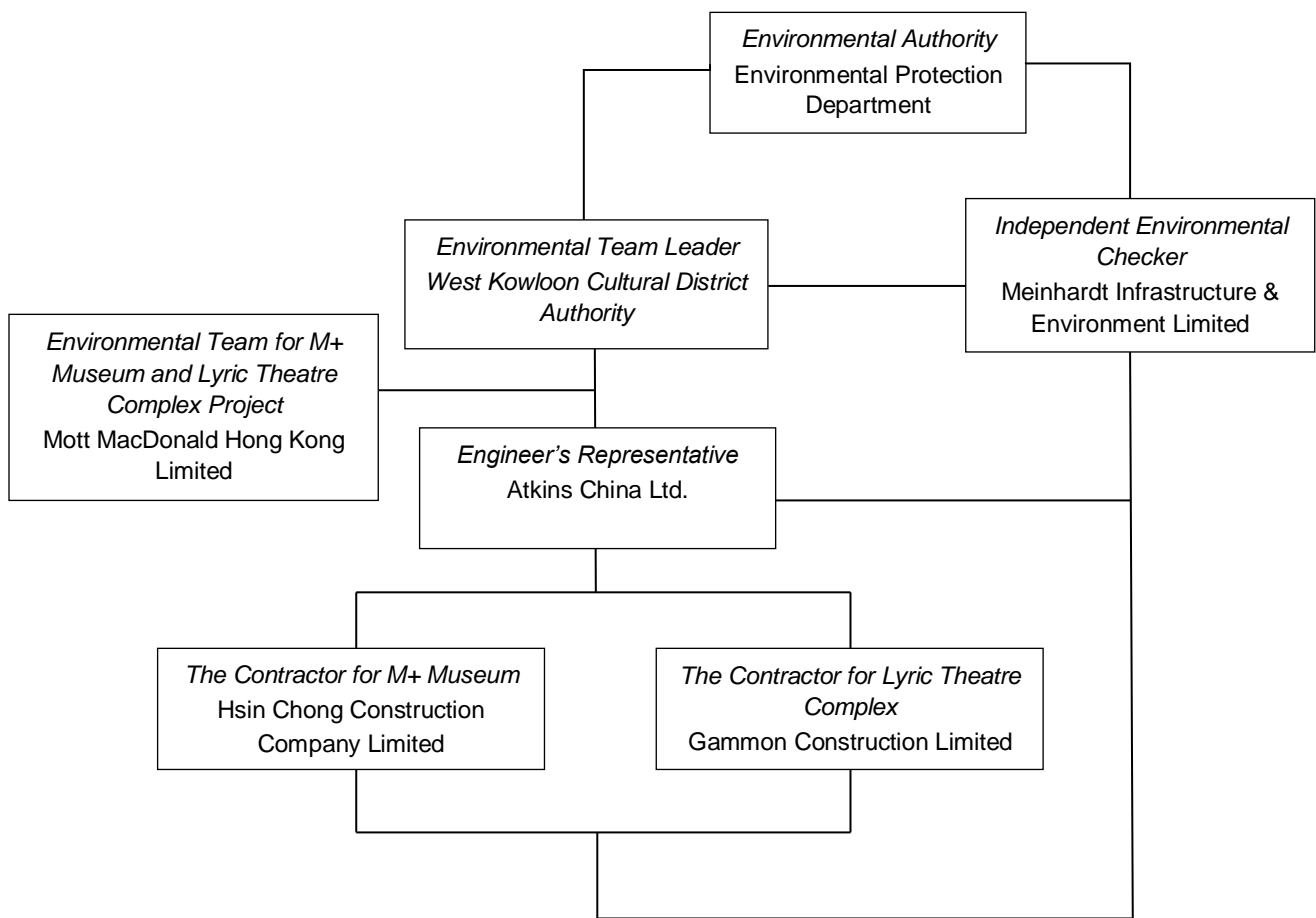 Environmental Authority
Environmental Protection
Department
Environmental Team Leader
West Kowloon Cultural District
Authority
Independent Environmental
Checker
Meinhardt Infrastructure &
Environment Limited
Environmental Team for M+
Museum and Lyric Theatre
Complex Project
Mott MacDonald Hong Kong
Limited
Engineer’s Representative
Atkins China Ltd.
The Contractor for M+ Museum
Hsin Chong Construction
Company Limited
The Contractor for Lyric Theatre
Complex
Gammon Construction Limited